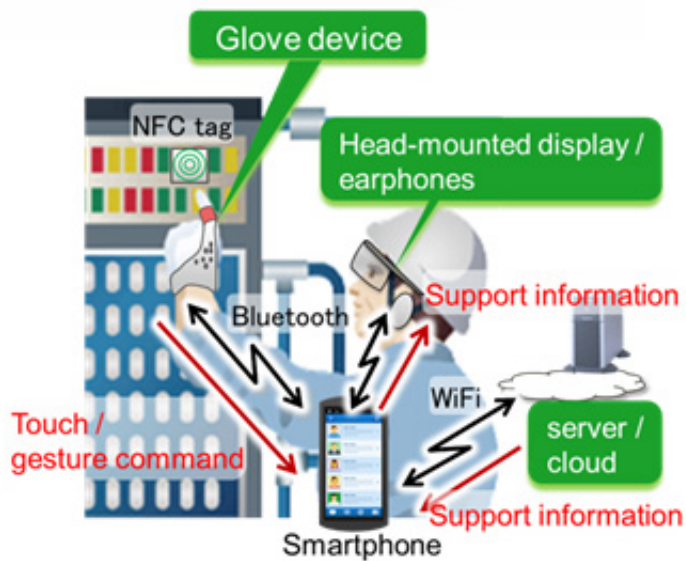 Glove device
NFC tag
Head-mounted display /
earphones
Support information
Bluetooth
WiFi
Touch /
gesture command
server /
cloud
Support information
Smartphone